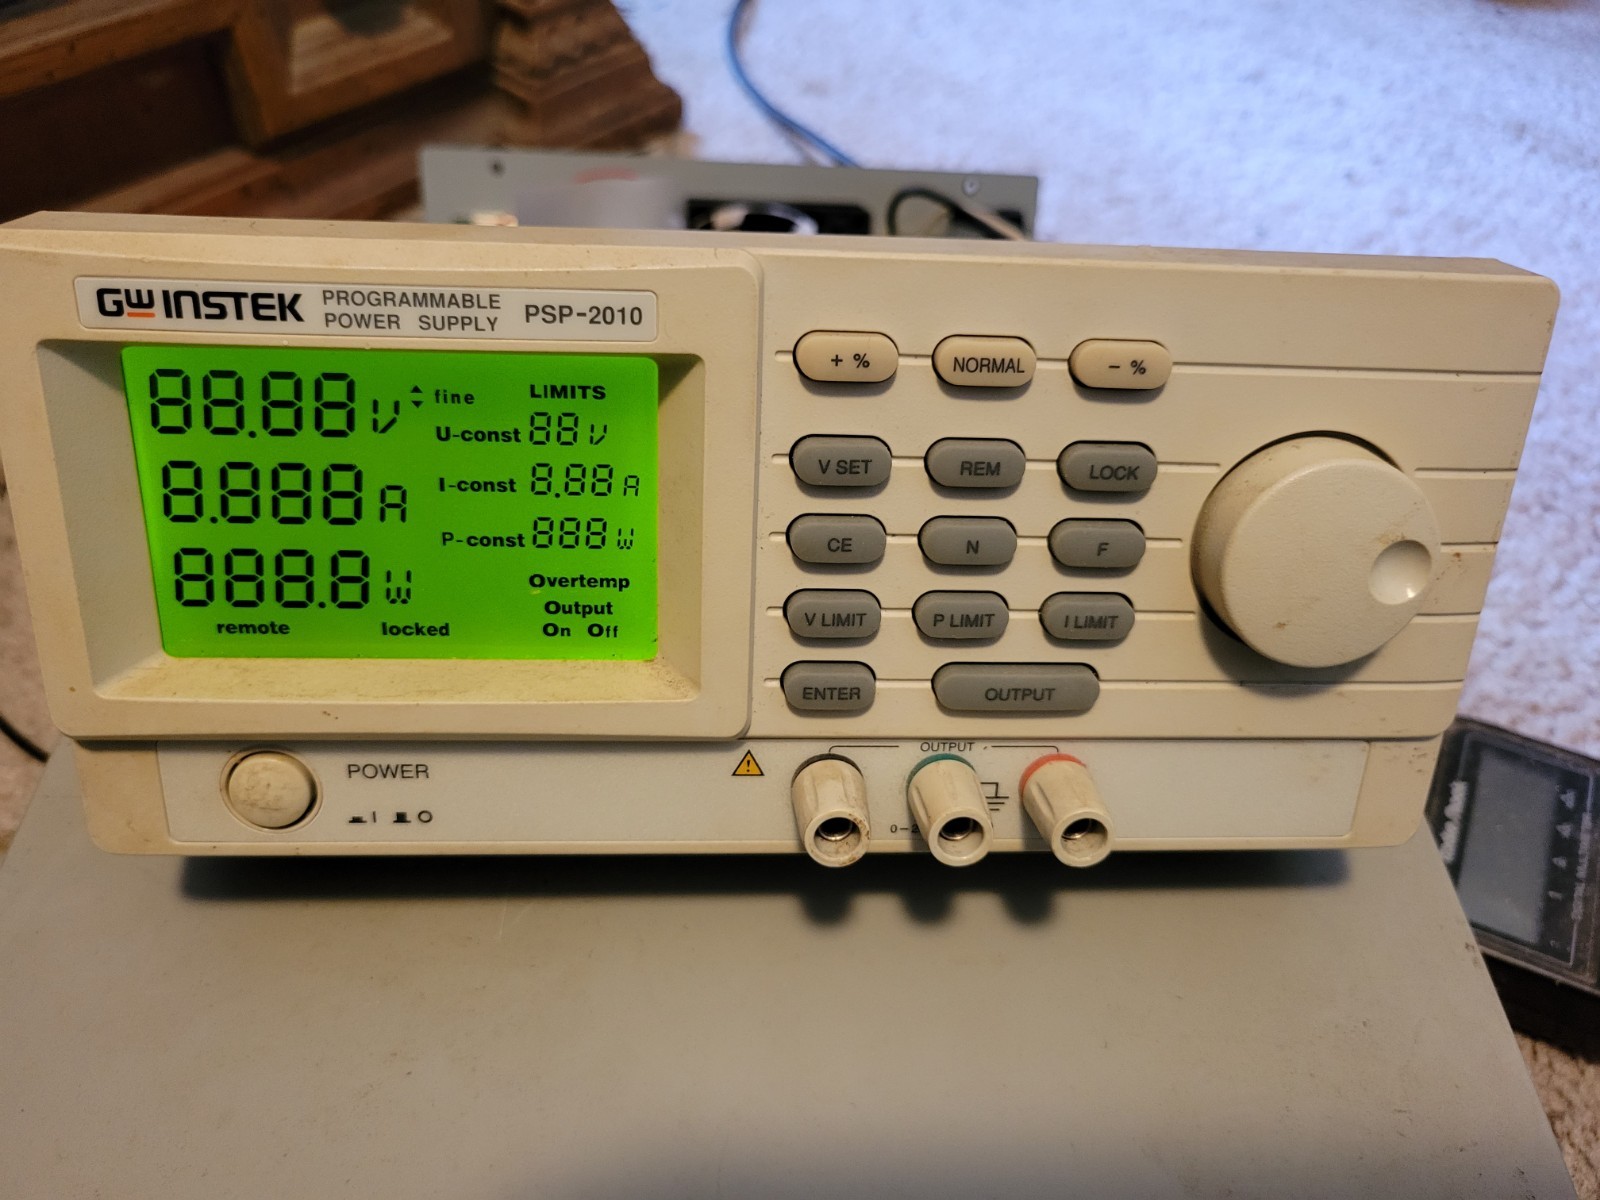 GW INSTEK PROGRAMMABLE POWER SUPPLY PSP-2010
88.88 V fine LIMITS
U-const 88 V
8.888 A I-const 8.88 A
P-const 888 W
888.8 W Overtemp
Output
remote locked On Off
+ % NORMAL - %
V SET REM LOCK
CE N F
V LIMIT P LIMIT I LIMIT
ENTER OUTPUT
POWER
I O
OUTPUT